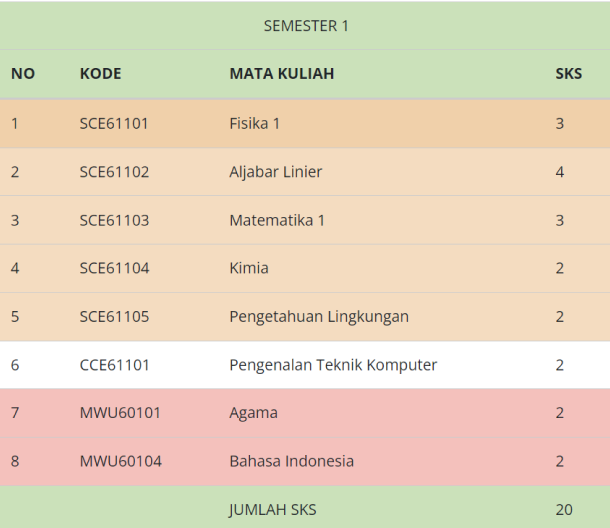 SEMESTER 1
NO KODE MATA KULIAH SKS
1 SCE61101 Fisika 1 3
2 SCE61102 Aljabar Linier 4
3 SCE61103 Matematika 1 3
4 SCE61104 Kimia 2
5 SCE61105 Pengetahuan Lingkungan 2
6 CCE61101 Pengenalan Teknik Komputer 2
7 MWU60101 Agama 2
8 MWU60104 Bahasa Indonesia 2
JUMLAH SKS 20